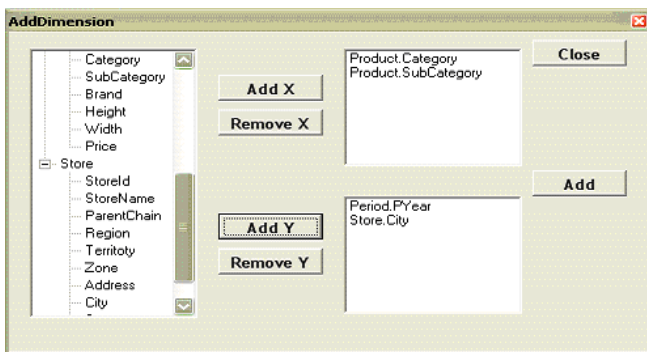 AddDimension
Category
SubCategory
Brand
Height
Width
Price
Store
StoreId
StoreName
ParentChain
Region
Territoty
Zone
Address
City
Add X
Remove X
Add Y
Remove Y
Product.Category
Product.SubCategory
Period.PYear
Store.City
Close
Add